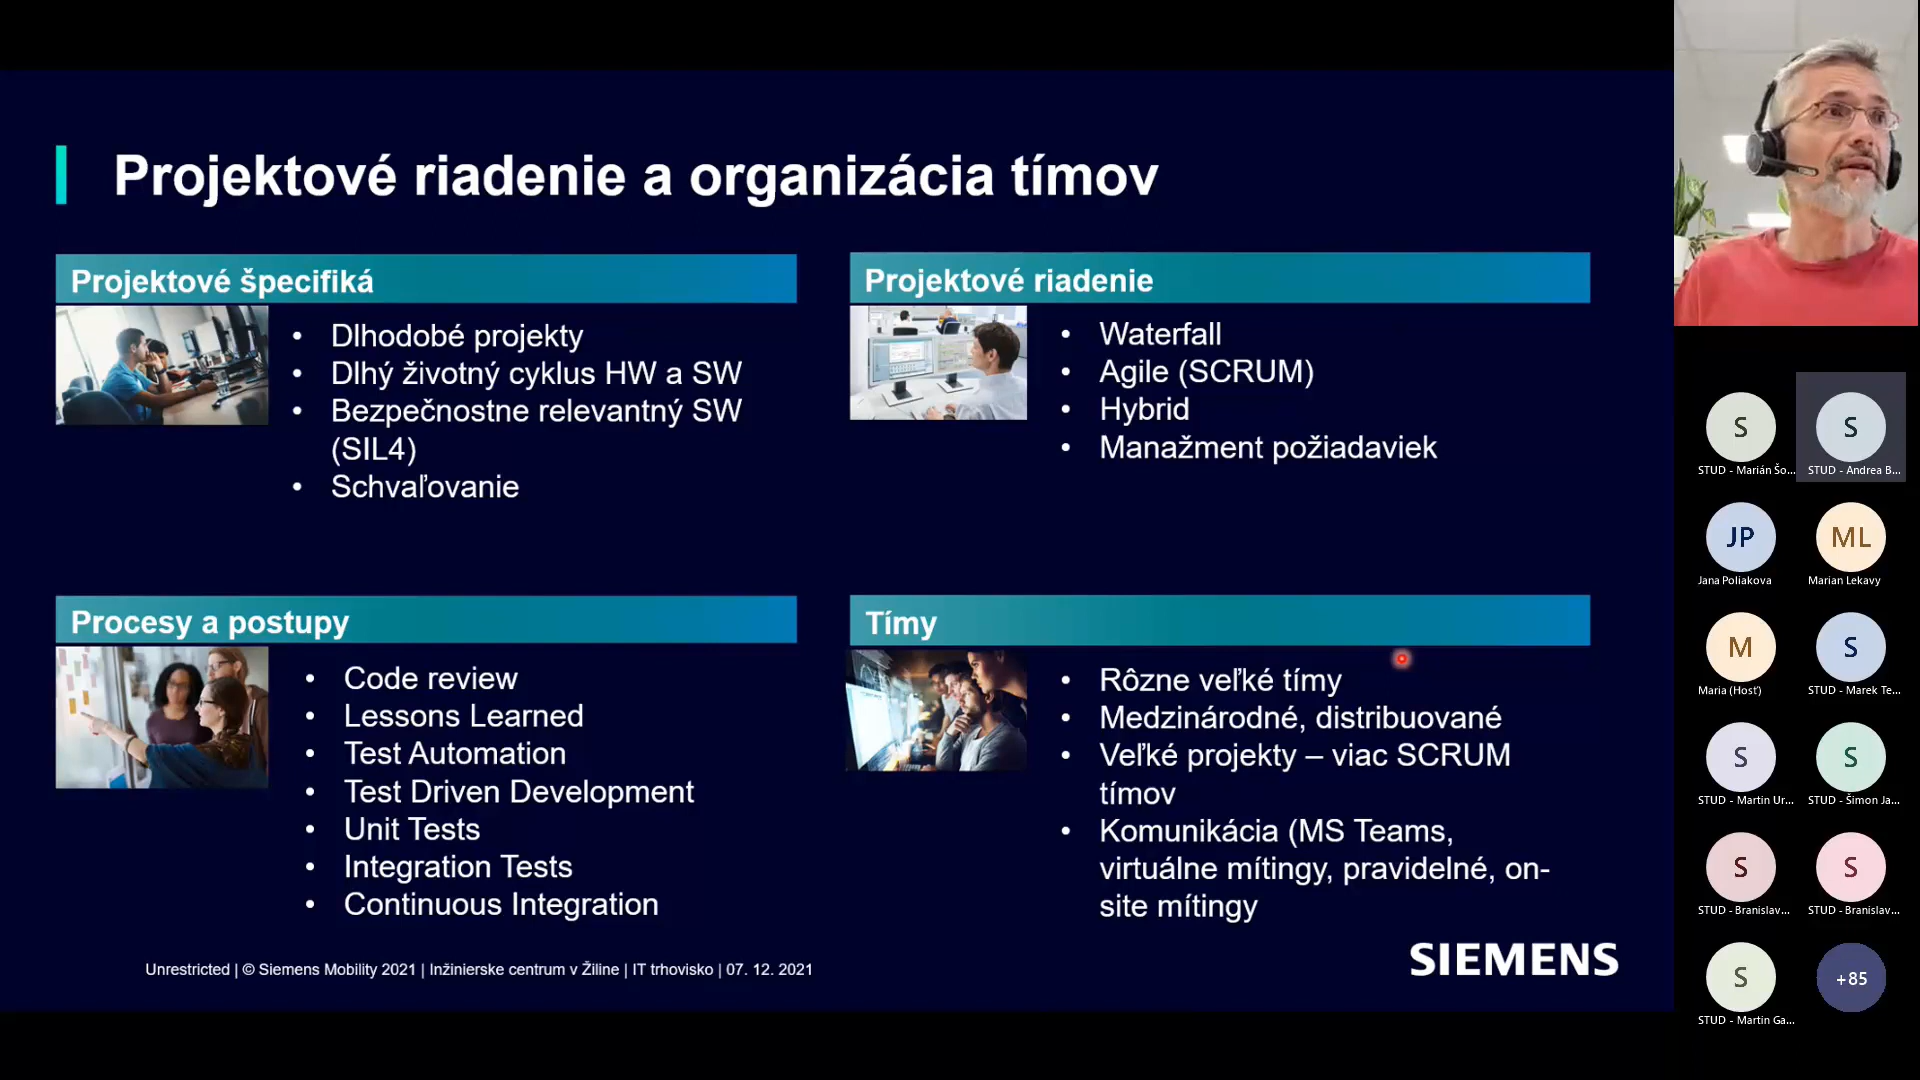 Projektové riadenie a organizácia tímov
Projektové špecifiká
• Dlhodobé projekty
• Dlhý životný cyklus HW a SW
• Bezpečnostne relevantný SW
(SIL4)
• Schvaľovanie
Projektové riadenie
• Waterfall
• Agile (SCRUM)
• Hybrid
• Manažment požiadaviek
Procesy a postupy
• Code review
• Lessons Learned
• Test Automation
• Test Driven Development
• Unit Tests
• Integration Tests
• Continuous Integration
Tímy
• Rôzne veľké tímy
• Medzinárodné, distribuované
• Veľké projekty – viac SCRUM
tímov
• Komunikácia (MS Teams,
virtuálne mítingy, pravidelné, on-
site mítingy
Unrestricted | © Siemens Mobility 2021 | Inžinierske centrum v Žiline | IT trhovisko | 07. 12. 2021
SIEMENS
S
STUD - Marián Šo...
S
STUD - Andrea B...
JP
Jana Poliakova
ML
Marian Lekavy
M
Maria (Hosť)
S
STUD - Marek Te...
S
STUD - Martin Ur...
S
STUD - Šimon Ja...
S
STUD - Branislav...
S
STUD - Branislav...
S
STUD - Martin Ga...
+85